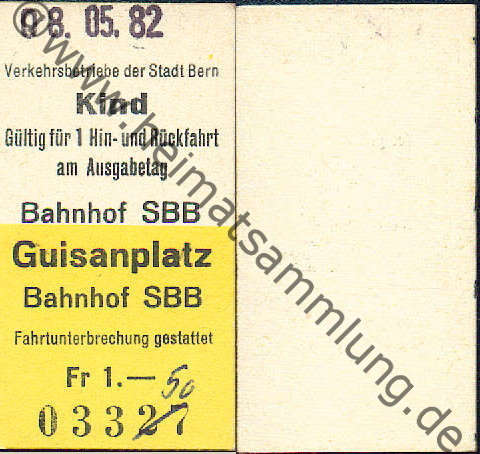 08. 05. 82
Verkehrsbetriebe der Stadt Bern
Kind
Gültig für 1 Hin- und Rückfahrt
am Ausgabetag
Bahnhof SBB
Guisanplatz
Bahnhof SBB
Fahrtunterbrechung gestattet
Fr 1.— 50
03327
©www.heimatsammlung.de